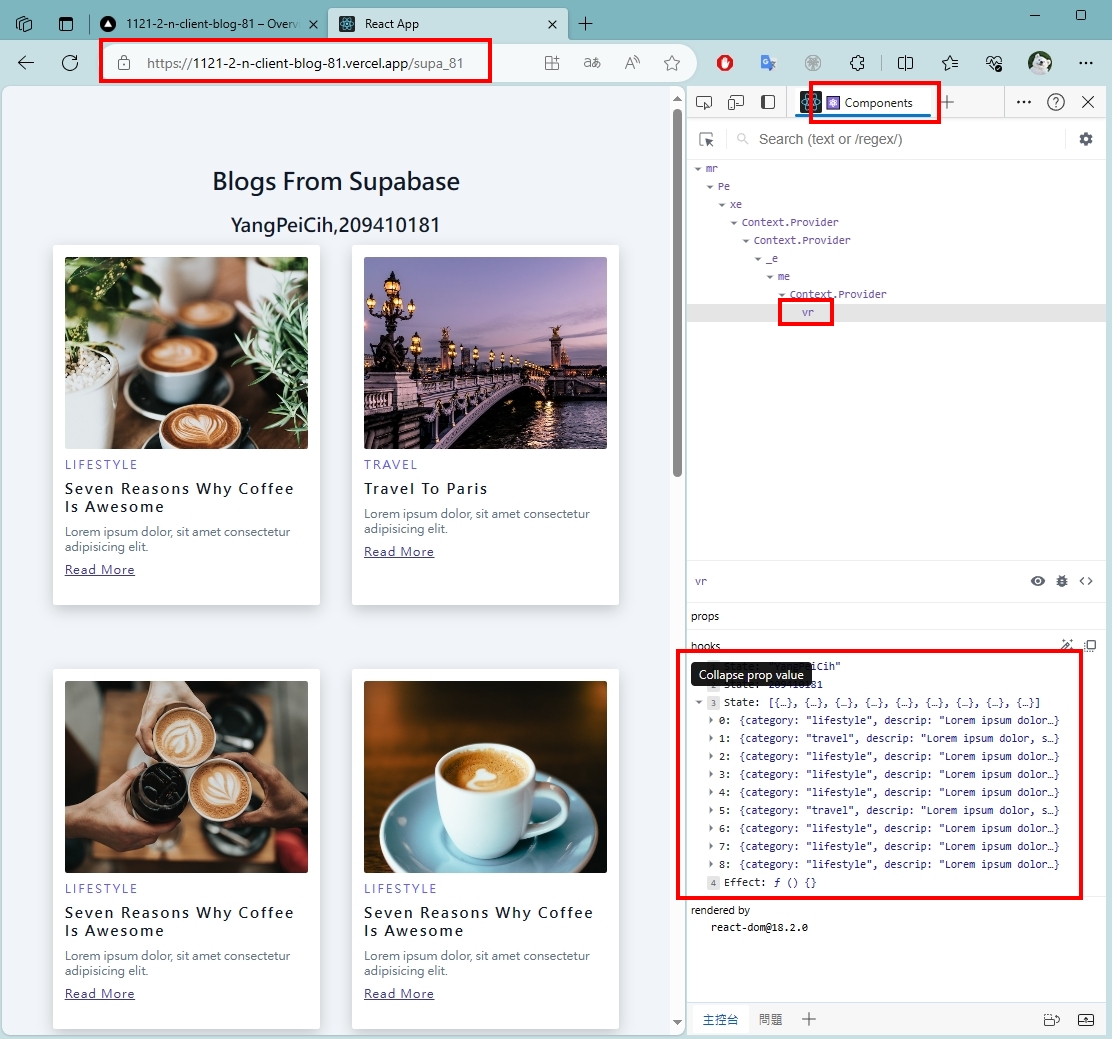 1121-2-n-client-blog-81 – Overv
React App
https://1121-2-n-client-blog-81.vercel.app/supa_81
Blogs From Supabase
YangPeiCih,209410181
LIFESTYLE
Seven Reasons Why Coffee
Is Awesome
Lorem ipsum dolor, sit amet consectetur
adipisicing elit.
Read More
TRAVEL
Travel To Paris
Lorem ipsum dolor, sit amet consectetur
adipisicing elit.
Read More
LIFESTYLE
Seven Reasons Why Coffee
Is Awesome
Lorem ipsum dolor, sit amet consectetur
adipisicing elit.
Read More
LIFESTYLE
Seven Reasons Why Coffee
Is Awesome
Lorem ipsum dolor, sit amet consectetur
adipisicing elit.
Read More
Components
Search (text or /regex/)
mr
Pe
xe
Context.Provider
Context.Provider
_e
me
Context.Provider
vr
vr
props
hooks
Collapse prop value
3 State: [{…}, {…}, {…}, {…}, {…}, {…}, {…}, {…}, {…}]
0: {category: "lifestyle", descrip: "Lorem ipsum dolor…}
1: {category: "travel", descrip: "Lorem ipsum dolor, s…}
2: {category: "lifestyle", descrip: "Lorem ipsum dolor…}
3: {category: "lifestyle", descrip: "Lorem ipsum dolor…}
4: {category: "lifestyle", descrip: "Lorem ipsum dolor…}
5: {category: "travel", descrip: "Lorem ipsum dolor, s…}
6: {category: "lifestyle", descrip: "Lorem ipsum dolor…}
7: {category: "lifestyle", descrip: "Lorem ipsum dolor…}
8: {category: "lifestyle", descrip: "Lorem ipsum dolor…}
4 Effect: ƒ () {}
rendered by
react-dom@18.2.0
主控台
問題